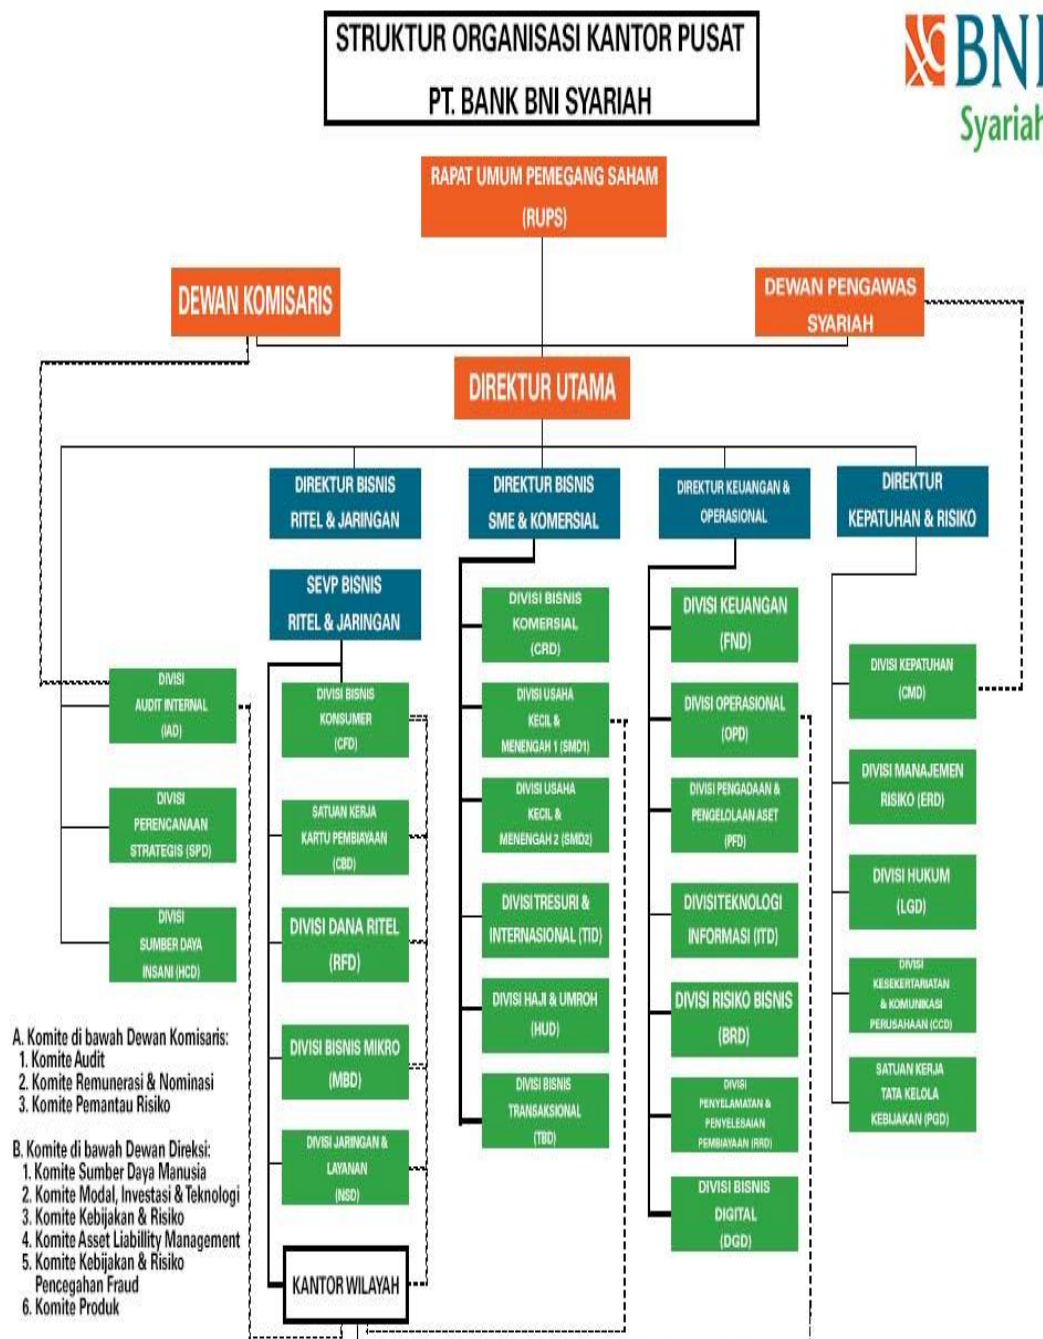 STRUKTUR ORGANISASI KANTOR PUSAT
PT. BANK BNI SYARIAH
BNI
Syariah
RAPAT UMUM PEMEGANG SAHAM
(RUPS)
DEWAN KOMISARIS
DEWAN PENGAWAS
SYARIAH
DIREKTUR UTAMA
DIREKTUR BISNIS
RITEL & JARINGAN
DIREKTUR BISNIS
SME & KOMERSIAL
DIREKTUR KEUANGAN &
OPERASIONAL
DIREKTUR
KEPATUHAN & RISIKO
SEVP BISNIS
RITEL & JARINGAN
DIVISI
AUDIT INTERNAL
(IAD)
DIVISI
PERENCANAAN
STRATEGIS (SPD)
DIVISI
SUMBER DAYA
INSANI (HCD)
DIVISI BISNIS
KONSUMER
(CFD)
SATUAN KERJA
KARTU PEMBIAYAAN
(CBD)
DIVISI DANA RITEL
(RFD)
DIVISI BISNIS MIKRO
(MBD)
DIVISI JARINGAN &
LAYANAN
(NSD)
KANTOR WILAYAH
DIVISI BISNIS
KOMERSIAL
(CRD)
DIVISI USAHA
KECIL &
MENENGAH 1 (SMD1)
DIVISI USAHA
KECIL &
MENENGAH 2 (SMD2)
DIVISI TRESURI &
INTERNASIONAL (TID)
DIVISI HAJI & UMROH
(HUD)
DIVISI BISNIS
TRANSAKSIONAL
(TBD)
DIVISI KEUANGAN
(FND)
DIVISI OPERASIONAL
(OPD)
DIVISI PENGADAAN &
PENGELOLAAN ASET
(PFD)
DIVISI TEKNOLOGI
INFORMASI (ITD)
DIVISI RISIKO BISNIS
(BRD)
DIVISI
PENYELAMATAN &
PENYELESAIAN
PEMBIAYAAN (RRD)
DIVISI BISNIS
DIGITAL
(DGD)
DIVISI KEPATUHAN
(CMD)
DIVISI MANAJEMEN
RISIKO (ERD)
DIVISI HUKUM
(LGD)
DIVISI
KESEKERTARIATAN
& KOMUNIKASI
PERUSAHAAN (CCD)
SATUAN KERJA
TATA KELOLA
KEBIJAKAN (PGD)
A. Komite di bawah Dewan Komisaris:
1. Komite Audit
2. Komite Remunerasi & Nominasi
3. Komite Pemantau Risiko
B. Komite di bawah Dewan Direksi:
1. Komite Sumber Daya Manusia
2. Komite Modal, Investasi & Teknologi
3. Komite Kebijakan & Risiko
4. Komite Asset Liabillity Management
5. Komite Kebijakan & Risiko
Pencegahan Fraud
6. Komite Produk